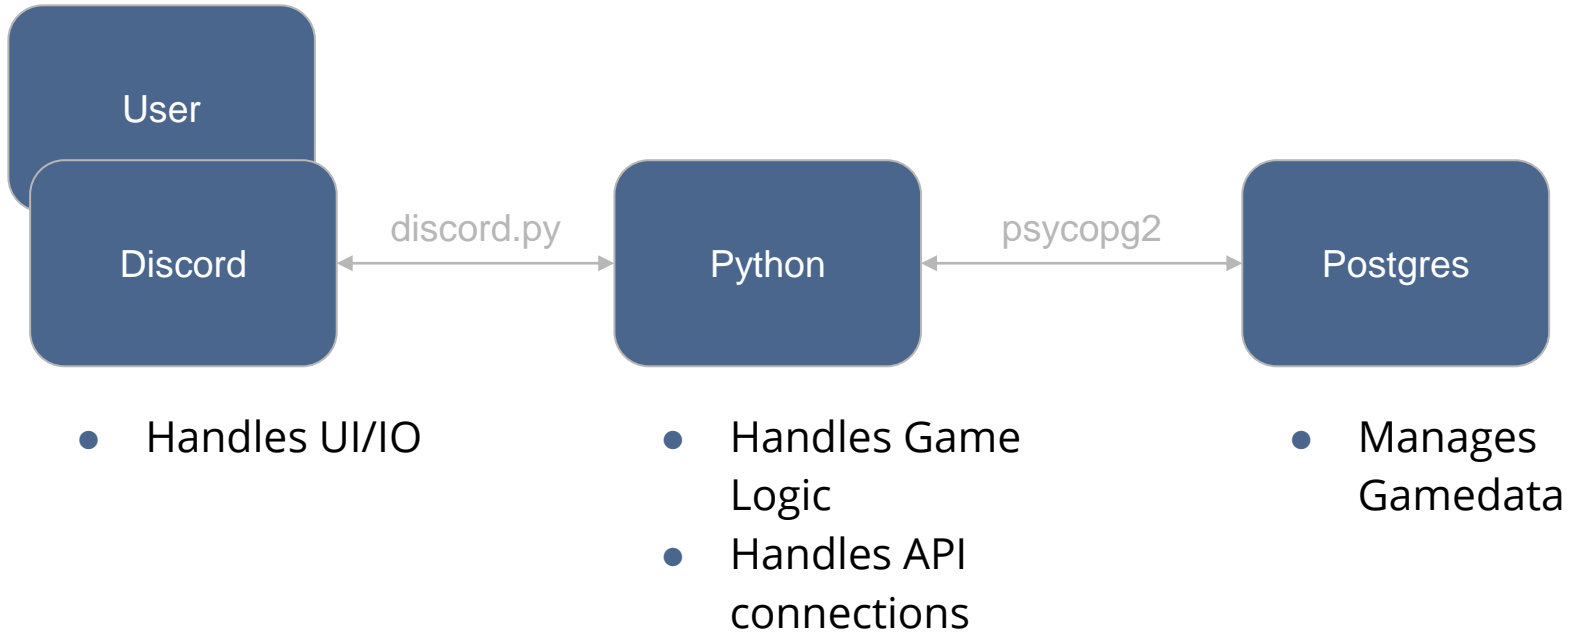 User
Discord
discord.py
Python
psycopg2
Postgres
● Handles UI/IO
● Handles Game
Logic
● Handles API
connections
● Manages
Gamedata